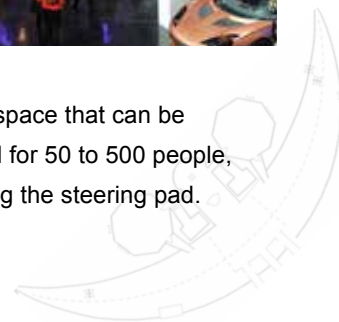 space that can be
for 50 to 500 people,
g the steering pad.